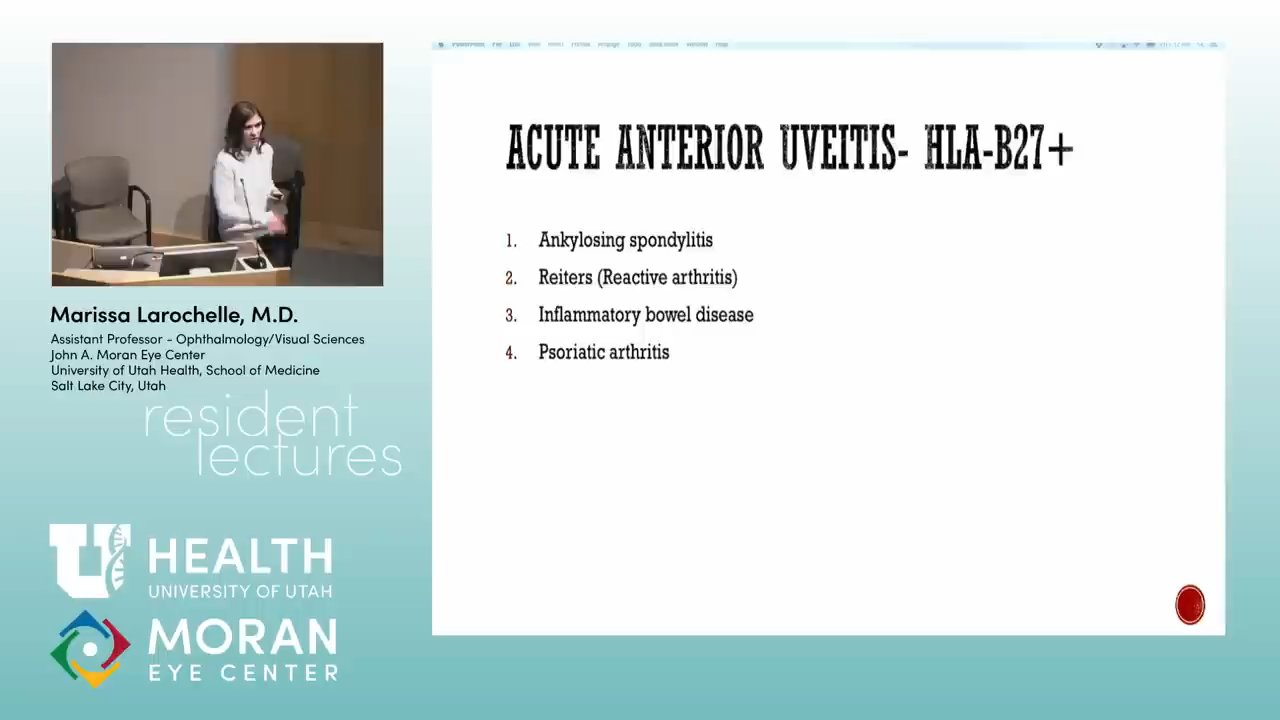 ACUTE ANTERIOR UVEITIS- HLA-B27+
1. Ankylosing spondylitis
2. Reiters (Reactive arthritis)
3. Inflammatory bowel disease
4. Psoriatic arthritis
Marissa Larochelle, M.D.
Assistant Professor - Ophthalmology/Visual Sciences
John A. Moran Eye Center
University of Utah Health, School of Medicine
Salt Lake City, Utah
resident
lectures
U HEALTH
UNIVERSITY OF UTAH
MORAN
EYE CENTER